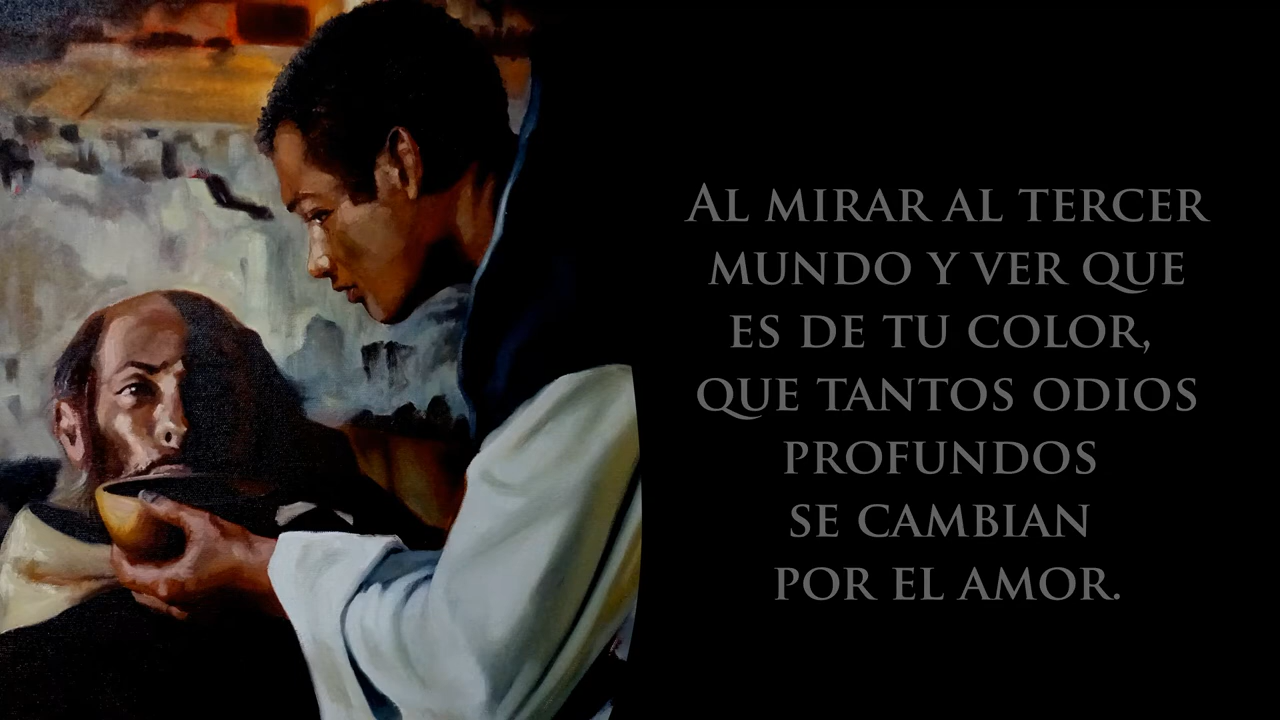 AL MIRAR AL TERCER
MUNDO Y VER QUE
ES DE TU COLOR,
QUE TANTOS ODIOS
PROFUNDOS
SE CAMBIAN
POR EL AMOR.